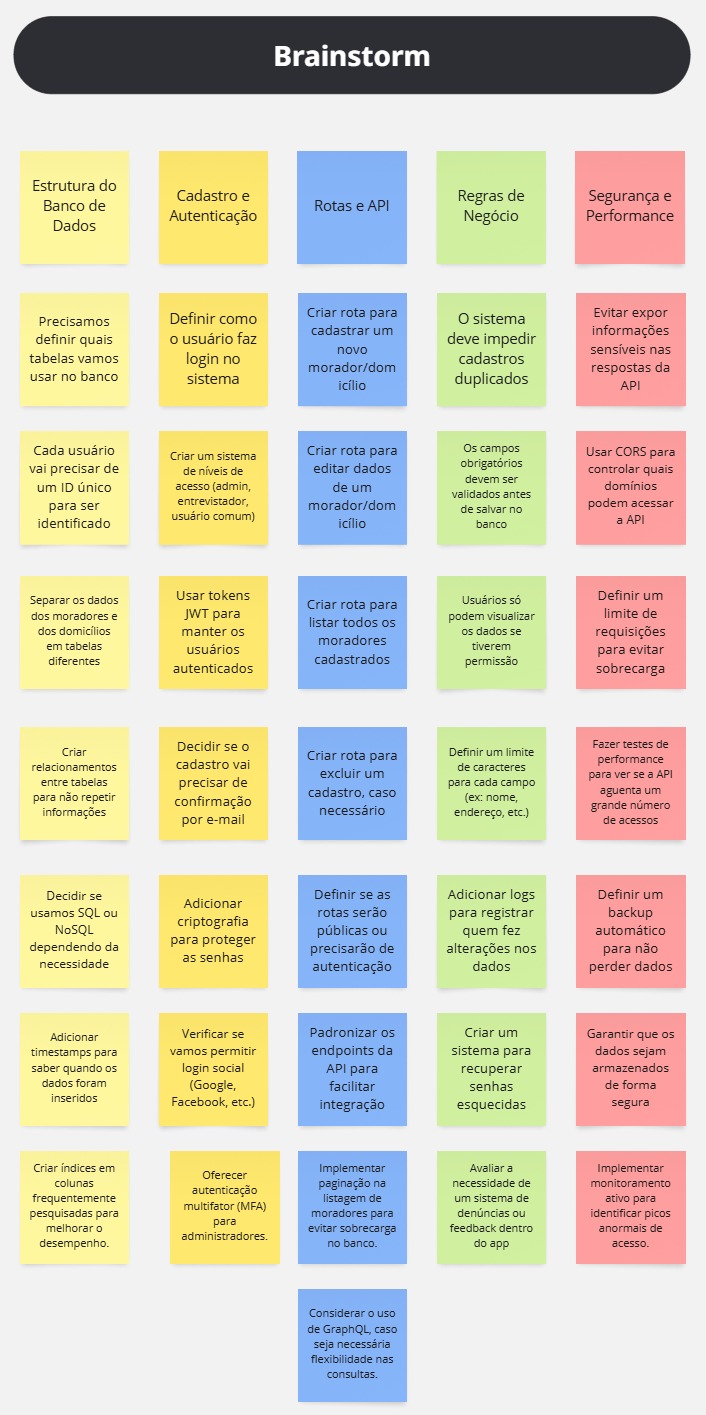 Brainstorm
Estrutura do
Banco de
Dados
Cadastro e
Autenticação
Rotas e API
Regras de
Negócio
Segurança e
Performance
Precisamos
definir quais
tabelas vamos
usar no banco
Definir como
o usuário faz
login no
sistema
Criar rota para
cadastrar um
novo
morador/dom
icílio
O sistema
deve impedir
cadastros
duplicados
Evitar expor
informações
sensíveis nas
respostas da
API
Cada usuário
vai precisar de
um ID único
para ser
identificado
Criar um sistema
de níveis de
acesso (admin,
entrevistador,
usuário comum)
Criar rota para
editar dados
de um
morador/dom
icílio
Os campos
obrigatórios
devem ser
validados antes
de salvar no
banco
Usar CORS para
controlar quais
domínios
podem acessar
a API
Separar os dados
dos moradores e
dos domicílios
em tabelas
diferentes
Usar tokens
JWT para
manter os
usuários
autenticados
Criar rota para
listar todos os
moradores
cadastrados
Usuários só
podem visualizar
os dados se
tiverem
permissão
Definir um
limite de
requisições
para evitar
sobrecarga
Criar
relacionamentos
entre tabelas
para não repetir
informações
Decidir se o
cadastro vai
precisar de
confirmação
por e-mail
Criar rota para
excluir um
cadastro, caso
necessário
Definir um limite
de caracteres
para cada campo
(ex: nome,
endereço, etc.)
Fazer testes de
performance
para ver se a API
aguenta um
grande número
de acessos
Decidir se
usamos SQL ou
NoSQL
dependendo da
necessidade
Adicionar
criptografia
para proteger
as senhas
Definir se as
rotas serão
públicas ou
precisarão de
autenticação
Adicionar logs
para registrar
quem fez
alterações nos
dados
Definir um
backup
automático
para não
perder dados
Adicionar
timestamps para
saber quando os
dados foram
inseridos
Verificar se
vamos permitir
login social
(Google,
Facebook, etc.)
Padronizar os
endpoints da
API para
facilitar
integração
Criar um
sistema para
recuperar
senhas
esquecidas
Garantir que os
dados sejam
armazenados
de forma
segura
Criar índices em
colunas
frequentemente
pesquisadas para
melhorar o
desempenho.
Oferecer
autenticação
multifator (MFA)
para
administradores.
Implementar
paginação na
listagem de
moradores para
evitar sobrecarga
no banco.
Avaliar a
necessidade de
um sistema de
denúncias ou
feedback dentro
do app
Implementar
monitoramento
ativo para
identificar picos
anormais de
acesso.
Considerar o uso
de GraphQL, caso
seja necessária
flexibilidade nas
consultas.